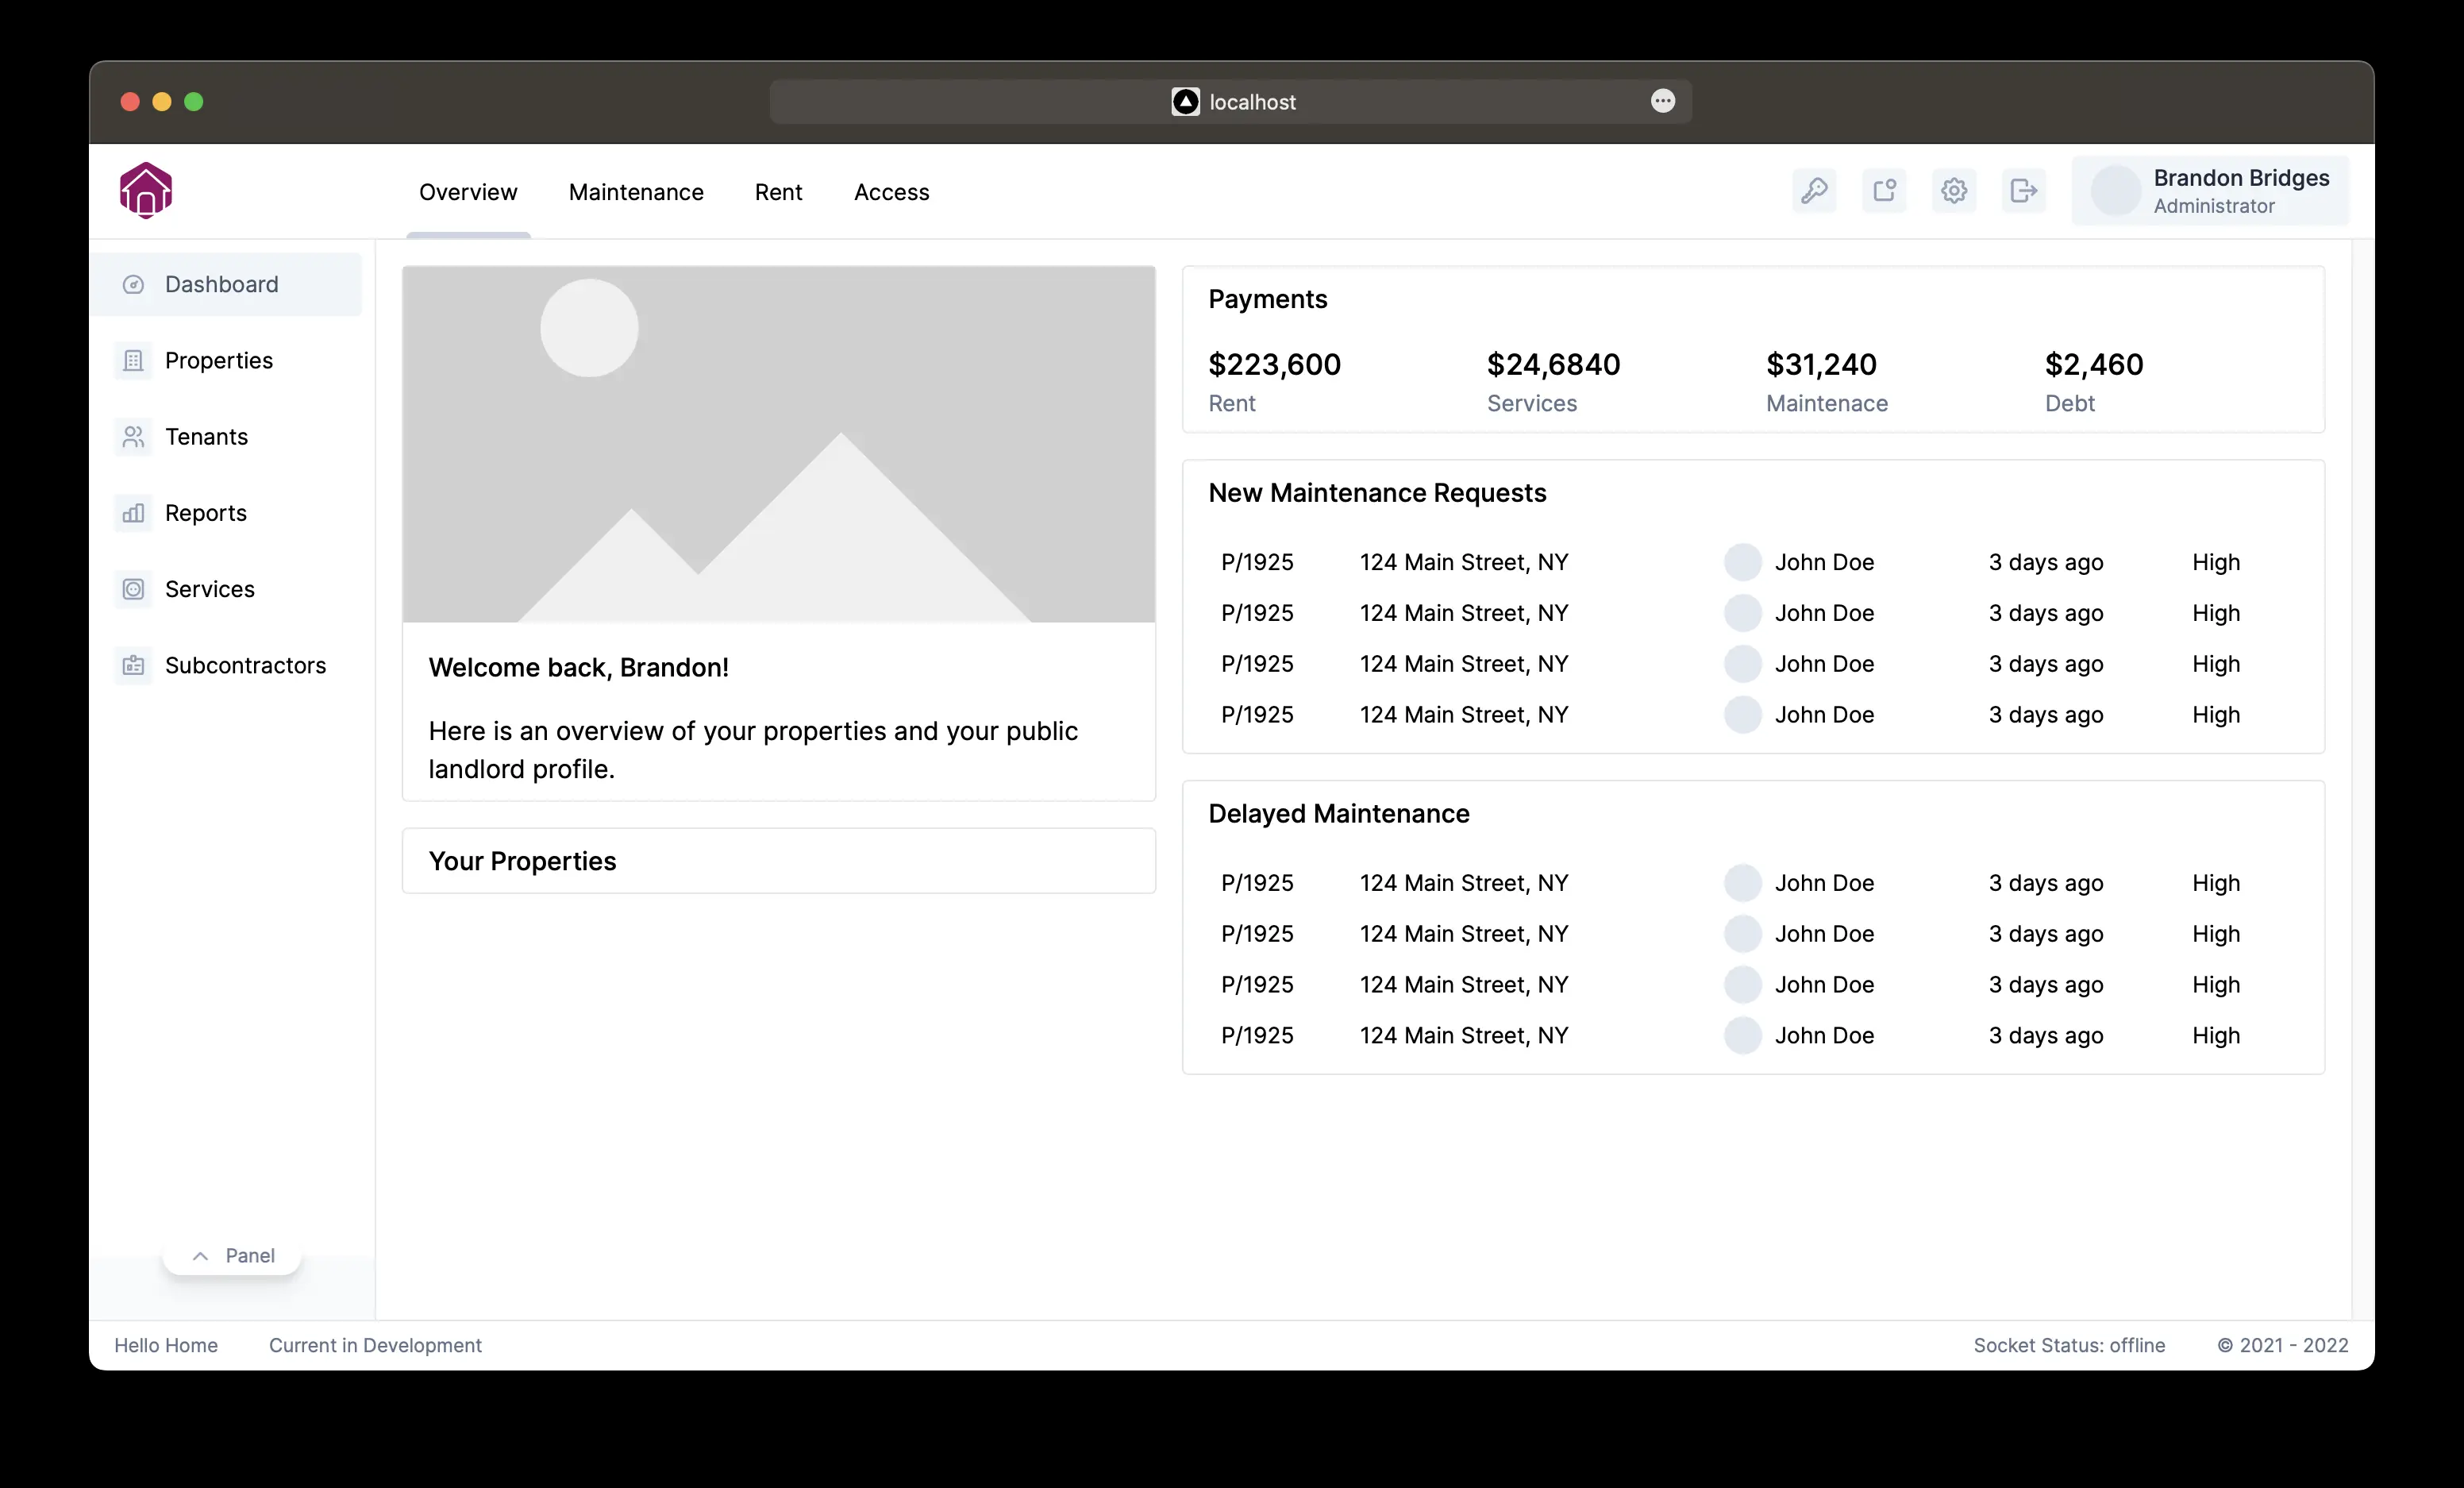 localhost
Overview Maintenance Rent Access
Brandon Bridges
Administrator
Dashboard
Properties
Tenants
Reports
Services
Subcontractors
Panel
Welcome back, Brandon!
Here is an overview of your properties and your public
landlord profile.
Your Properties
Payments
$223,600 $24,6840 $31,240 $2,460
Rent Services Maintenace Debt
New Maintenance Requests
P/1925 124 Main Street, NY John Doe 3 days ago High
P/1925 124 Main Street, NY John Doe 3 days ago High
P/1925 124 Main Street, NY John Doe 3 days ago High
P/1925 124 Main Street, NY John Doe 3 days ago High
Delayed Maintenance
P/1925 124 Main Street, NY John Doe 3 days ago High
P/1925 124 Main Street, NY John Doe 3 days ago High
P/1925 124 Main Street, NY John Doe 3 days ago High
P/1925 124 Main Street, NY John Doe 3 days ago High
Hello Home Current in Development Socket Status: offline © 2021 - 2022